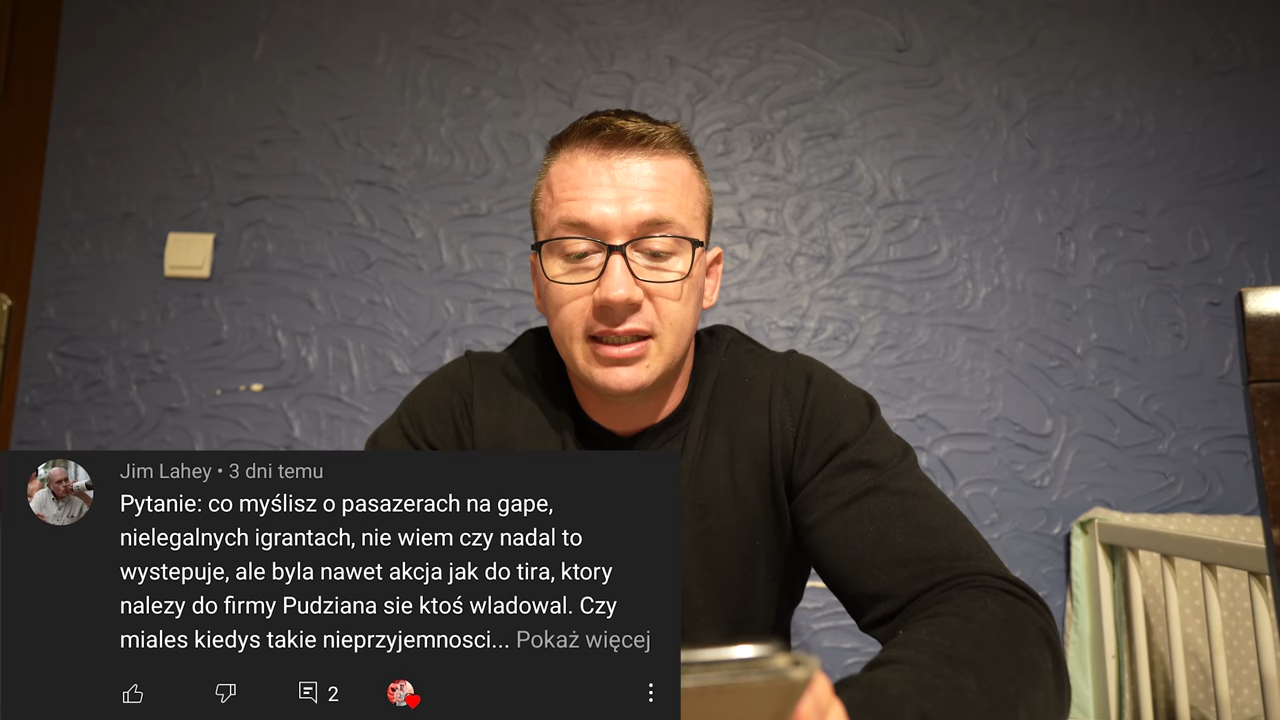 Jim Lahey • 3 dni temu
Pytanie: co myślisz o pasazerach na gape,
nielegalnych igrantach, nie wiem czy nadal to
wystepuje, ale byla nawet akcja jak do tira, ktory
nalezy do firmy Pudziana sie ktoś wladowal. Czy
miales kiedys takie nieprzyjemnosci... Pokaż więcej
2